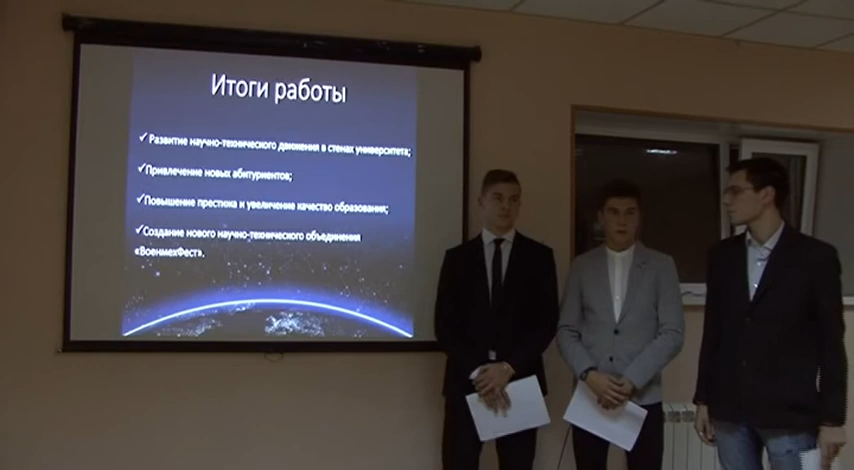 Итоги работы
✓ Развитие научно-технического движения в стенах университета;
✓Привлечение новых абитуриентов;
✓Повышение престижа и увеличение качество образования;
✓Создание нового научно-технического объединения
«ВоенмехФест».